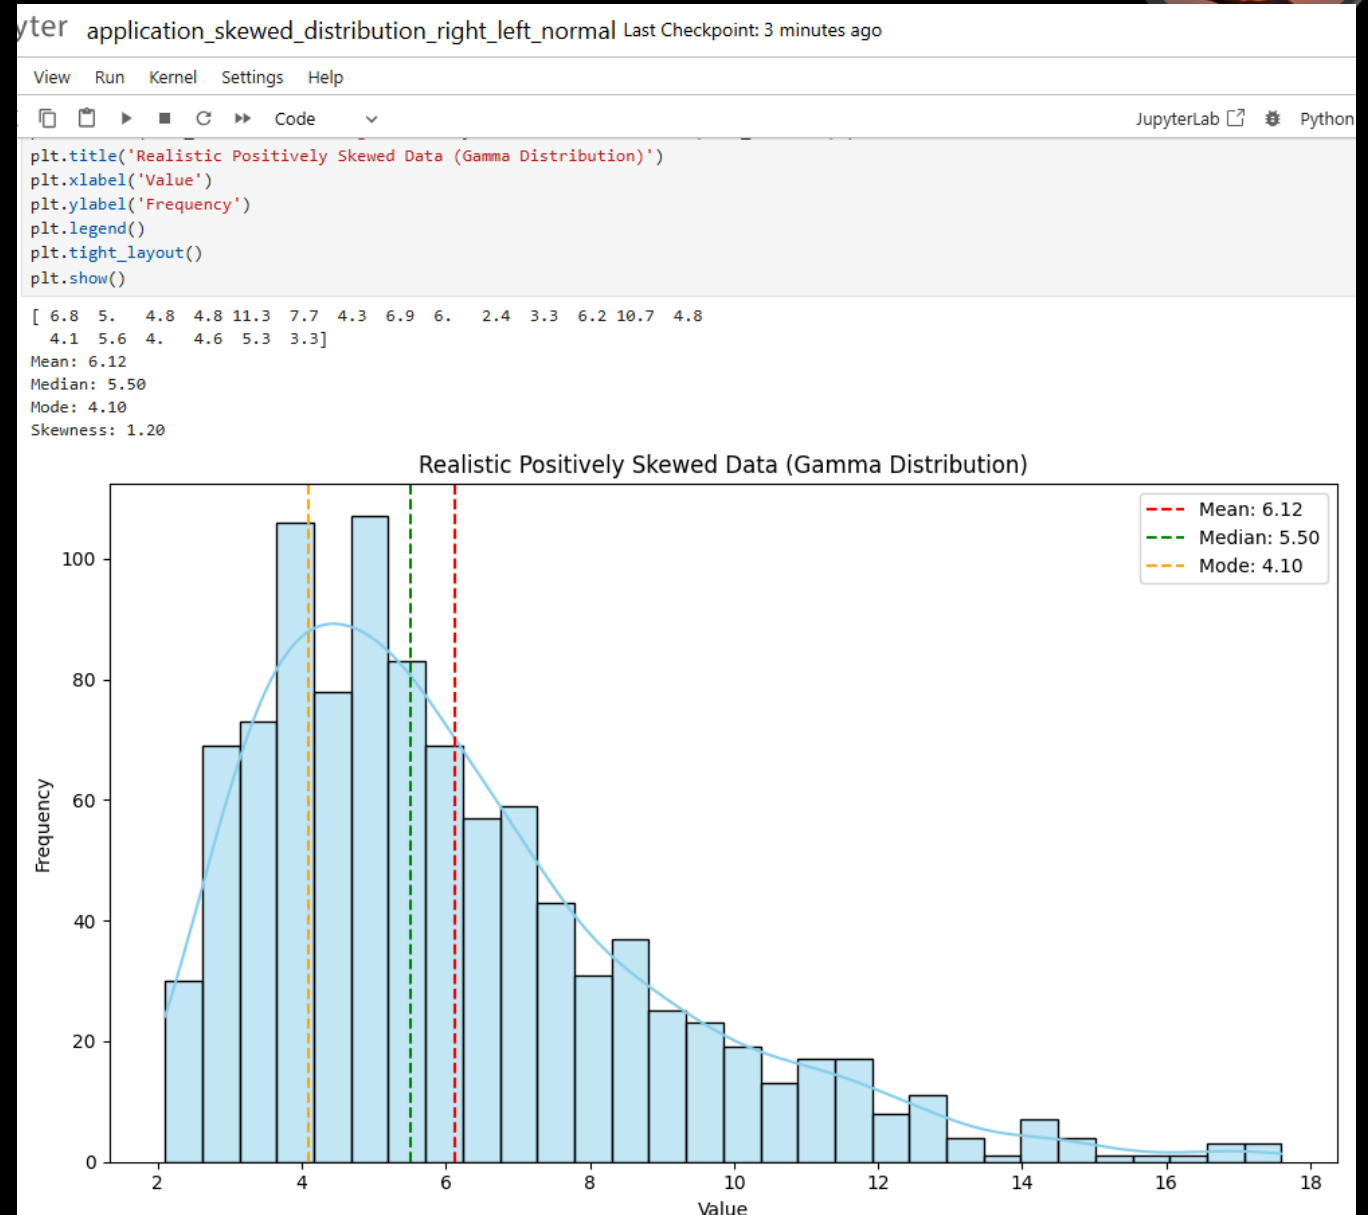 yter application_skewed_distribution_right_left_normal Last Checkpoint: 3 minutes ago
View Run Kernel Settings Help
Code JupyterLab Python
plt.title('Realistic Positively Skewed Data (Gamma Distribution)')
plt.xlabel('Value')
plt.ylabel('Frequency')
plt.legend()
plt.tight_layout()
plt.show()
[ 6.8 5. 4.8 4.8 11.3 7.7 4.3 6.9 6. 2.4 3.3 6.2 10.7 4.8
4.1 5.6 4. 4.6 5.3 3.3]
Mean: 6.12
Median: 5.50
Mode: 4.10
Skewness: 1.20
Realistic Positively Skewed Data (Gamma Distribution)
Mean: 6.12
Median: 5.50
Mode: 4.10
100
80
60
40
20
0
Frequency
2 4 6 8 10 12 14 16 18
Value